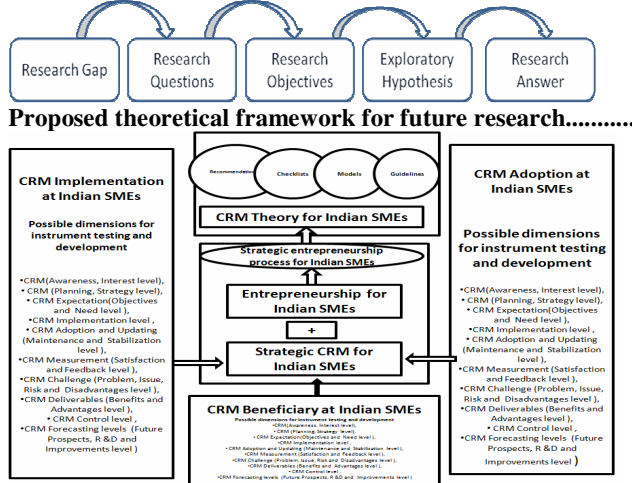 Research Gap
Research
Questions
Research
Objectives
Exploratory
Hypothesis
Research
Answer
Proposed theoretical framework for future research............
CRM Implementation
at Indian SMEs
Possible dimensions for
instrument testing and
development
•CRM(Awareness, Interest level),
• CRM (Planning, Strategy level),
• CRM Expectation(Objectives
and Need level ),
• CRM Implementation level ,
• CRM Adoption and Updating
(Maintenance and Stabilization
level ),
•CRM Measurement (Satisfaction
and Feedback level ),
•CRM Challenge (Problem, Issue,
Risk and Disadvantages level ),
•CRM Deliverables (Benefits and
Advantages level ),
• CRM Control level ,
•CRM Forecasting levels (Future
Prospects, R &D and
Improvements level )
Recommendation
Checklists
Models
Guidelines
CRM Theory for Indian SMEs
Strategic entrepreneurship
process for Indian SMEs
Entrepreneurship for
Indian SMEs
+
Strategic CRM for
Indian SMEs
CRM Beneficiary at Indian SMEs
Possible dimensions for instrument testing and development
•CRM(Awareness, Interest level),
• CRM (Planning, Strategy level),
• CRM Expectation(Objectives and Need level ),
• CRM Implementation level ,
• CRM Adoption and Updating (Maintenance and Stabilization level ),
•CRM Measurement (Satisfaction and Feedback level ),
•CRM Challenge (Problem, Issue, Risk and Disadvantages level ),
•CRM Deliverables (Benefits and Advantages level ),
• CRM Control level ,
•CRM Forecasting levels (Future Prospects, R &D and Improvements level )
CRM Adoption at
Indian SMEs
Possible dimensions
for instrument testing
and development
•CRM(Awareness, Interest level),
• CRM (Planning, Strategy level),
• CRM Expectation(Objectives
and Need level ),
• CRM Implementation level ,
• CRM Adoption and Updating
(Maintenance and Stabilization
level ),
•CRM Measurement (Satisfaction
and Feedback level ),
•CRM Challenge (Problem, Issue,
Risk and Disadvantages level ),
•CRM Deliverables (Benefits and
Advantages level ),
• CRM Control level ,
•CRM Forecasting levels (Future
Prospects, R &D and
Improvements level )